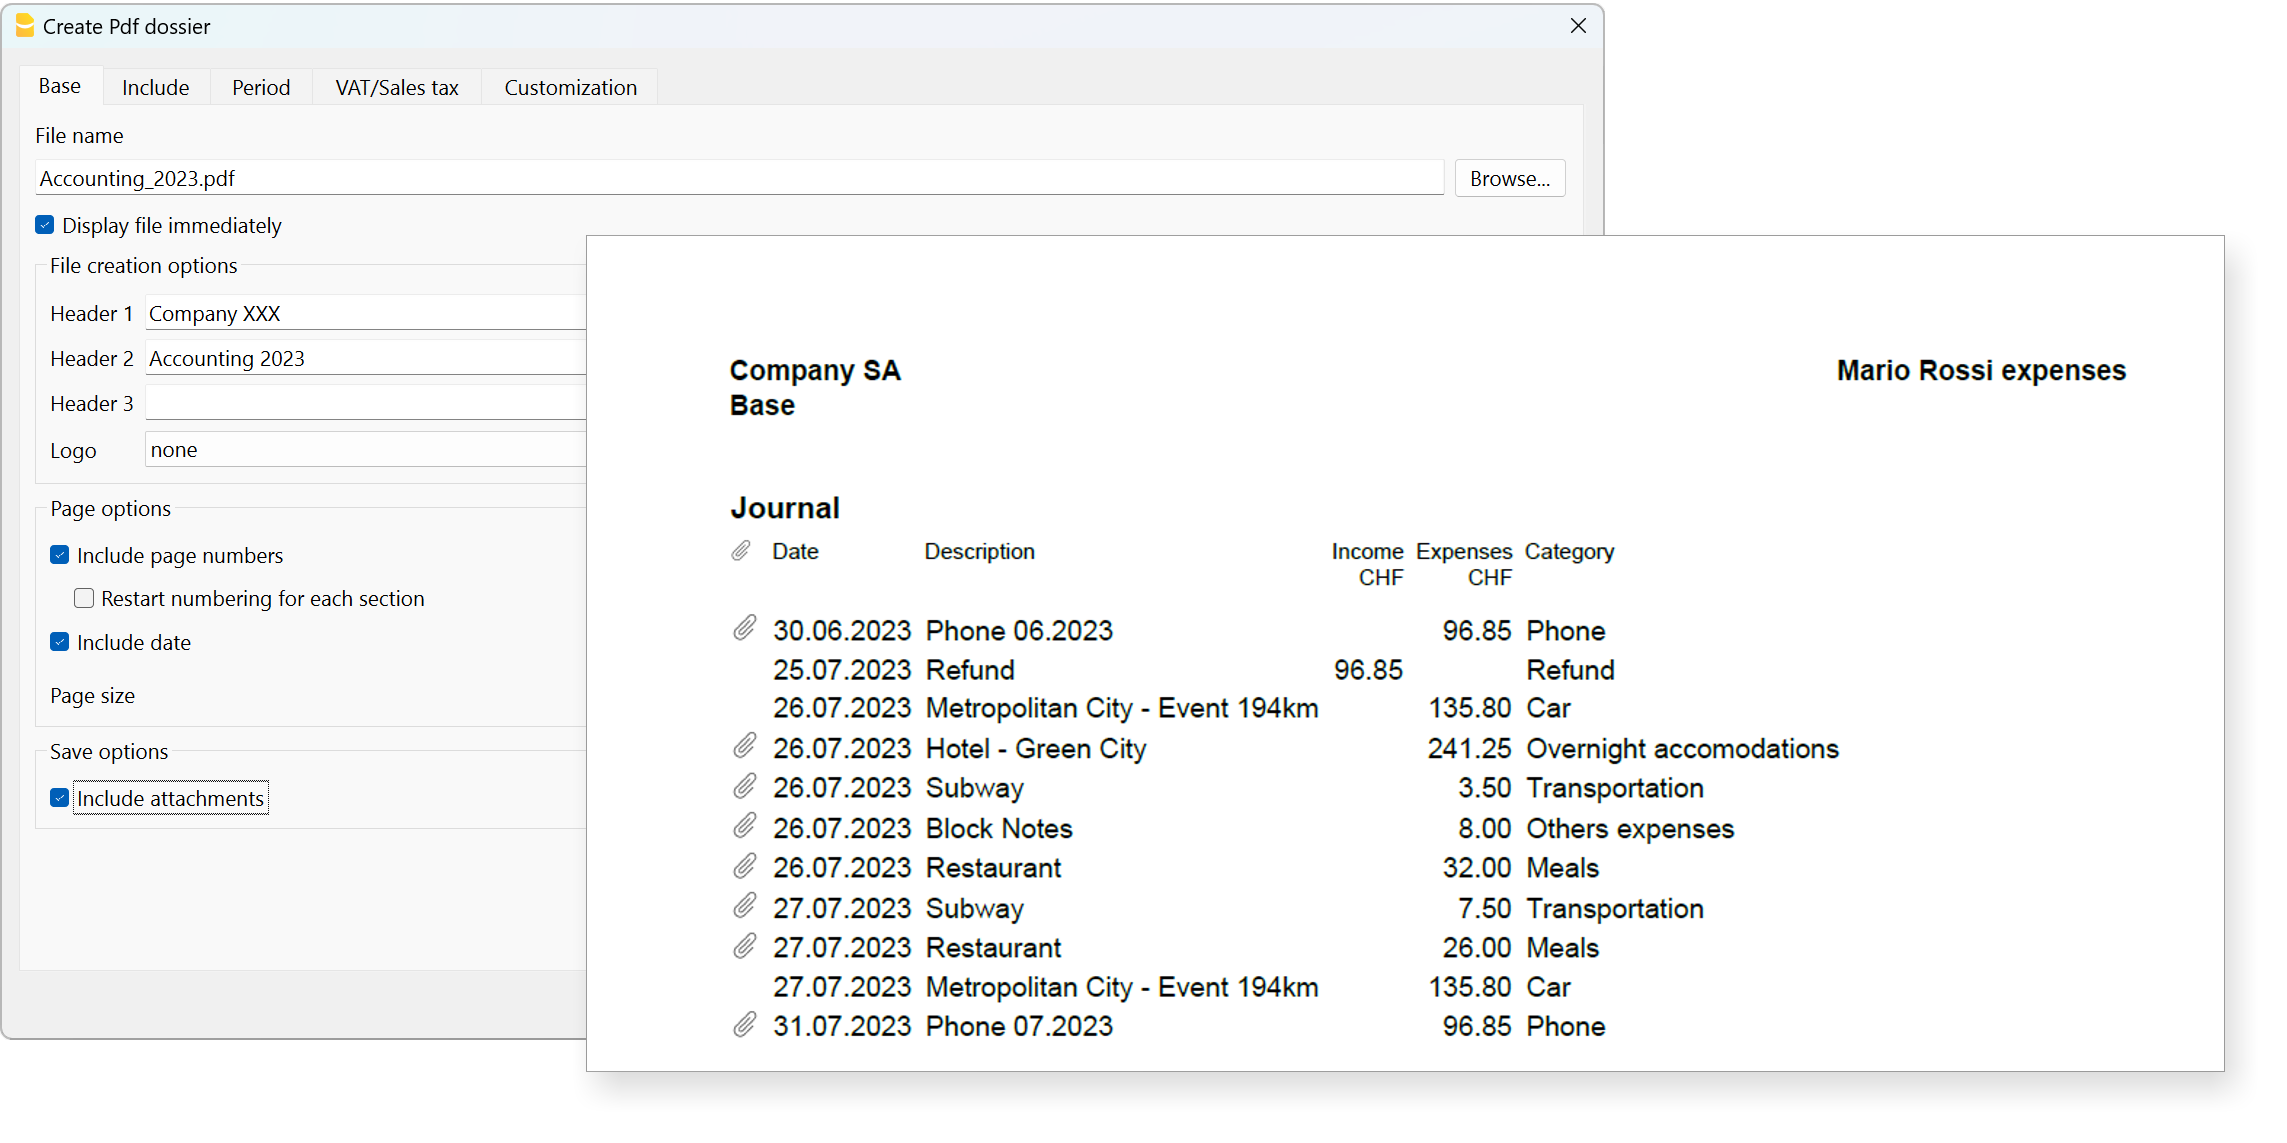 Create Pdf dossier
Base Include Period VAT/Sales tax Customization
File name
Accounting_2023.pdf Browse...
Display file immediately
File creation options
Header 1 Company XXX
Header 2 Accounting 2023
Header 3
Logo none
Page options
Include page numbers
Restart numbering for each section
Include date
Page size
Save options
Include attachments
Company SA Mario Rossi expenses
Base
Journal
Date Description Income Expenses Category
CHF CHF
30.06.2023 Phone 06.2023 96.85 Phone
25.07.2023 Refund 96.85 Refund
26.07.2023 Metropolitan City - Event 194km 135.80 Car
26.07.2023 Hotel - Green City 241.25 Overnight accomodations
26.07.2023 Subway 3.50 Transportation
26.07.2023 Block Notes 8.00 Others expenses
26.07.2023 Restaurant 32.00 Meals
27.07.2023 Subway 7.50 Transportation
27.07.2023 Restaurant 26.00 Meals
27.07.2023 Metropolitan City - Event 194km 135.80 Car
31.07.2023 Phone 07.2023 96.85 Phone